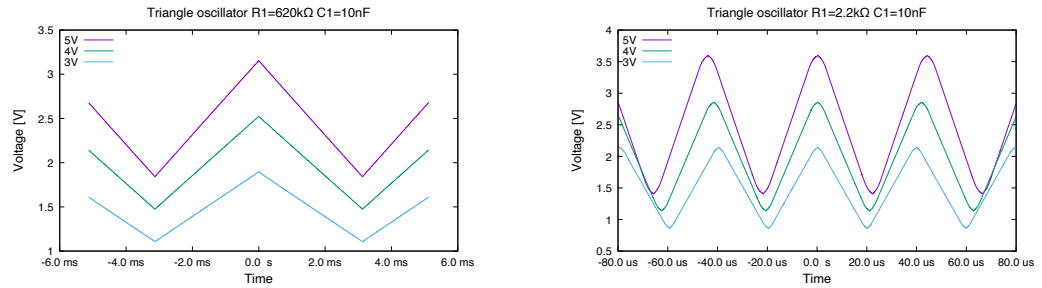 Triangle oscillator R1=620kΩ C1=10nF
3.5
3
2.5
2
1.5
1
Voltage [V]
5V
4V
3V
-6.0 ms -4.0 ms -2.0 ms 0.0 s 2.0 ms 4.0 ms 6.0 ms
Time
Triangle oscillator R1=2.2kΩ C1=10nF
4
3.5
3
2.5
2
1.5
1
0.5
Voltage [V]
5V
4V
3V
-80.0 us -60.0 us -40.0 us -20.0 us 0.0 s 20.0 us 40.0 us 60.0 us 80.0 us
Time